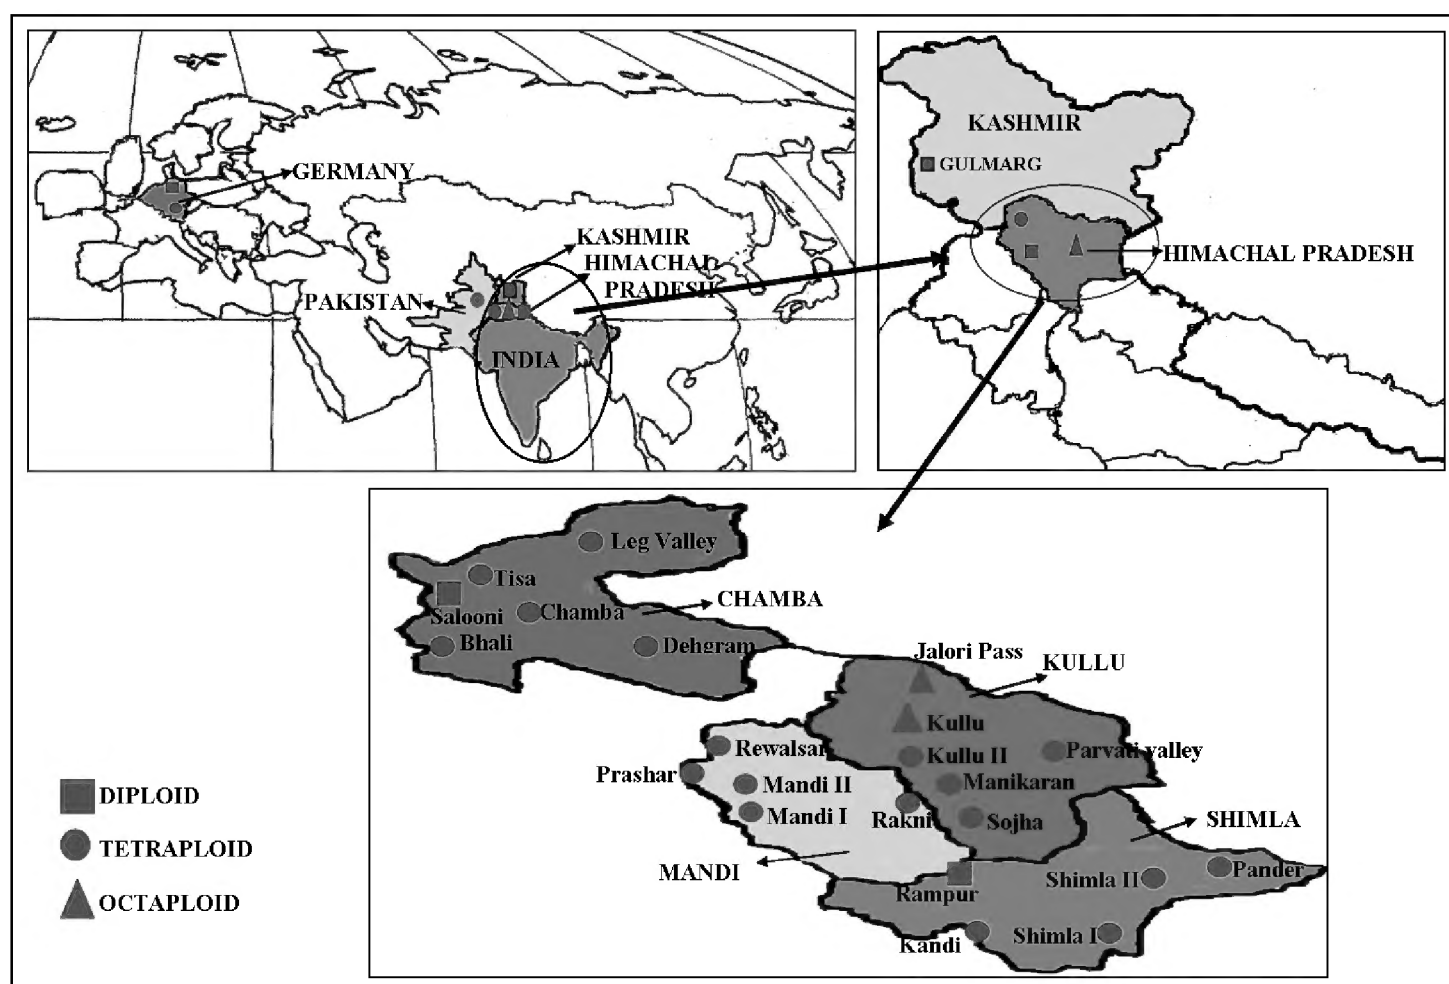 GERMANY
KASHMIR
HIMACHAL
PRADESH
PAKISTAN
INDIA
KASHMIR
GULMARG
HIMACHAL PRADESH
Leg Valley
Tisa
Salooni
Chamba
CHAMBA
Bhali
Dehgram
Jalori Pass
KULLU
Kullu
Rewalsar
Kullu II
Parvati valley
Prashar
Mandi II
Manikaran
Mandi I
Rakni
Sojha
SHIMLA
MANDI
Rampur
Shimla II
Pander
Kandi
Shimla I
DIPLOID
TETRAPLOID
OCTAPLOID